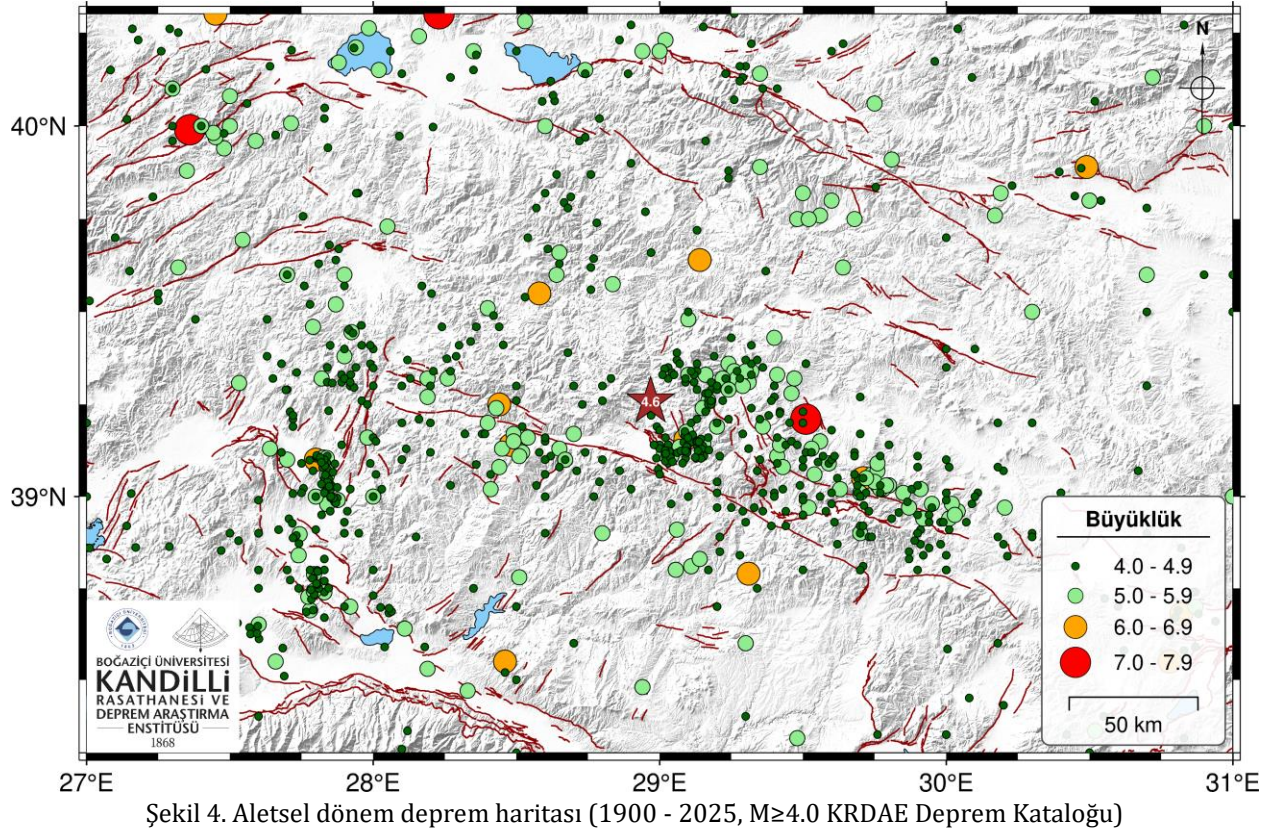 N
40°N
39°N
4.6
Büyüklük
4.0 - 4.9
5.0 - 5.9
6.0 - 6.9
7.0 - 7.9
50 km
BOĞAZİÇİ ÜNİVERSİTESİ
KANDiLLi
RASATHANESİ VE
DEPREM ARAŞTIRMA
ENSTİTÜSÜ
1868
27°E 28°E 29°E 30°E 31°E
Şekil 4. Aletsel dönem deprem haritası (1900 - 2025, M≥4.0 KRDAE Deprem Kataloğu)